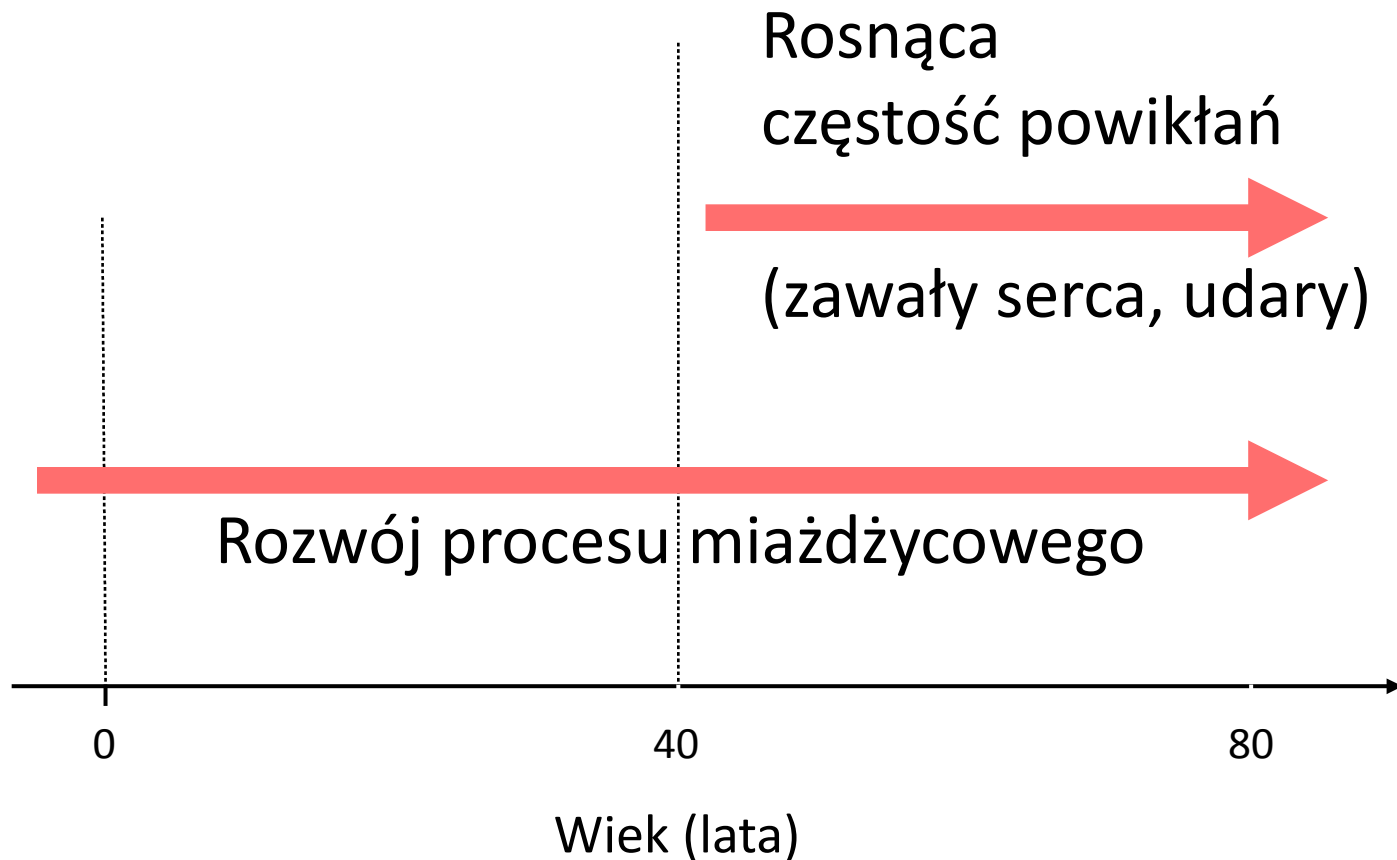 Rosnąca
częstość powikłań
(zawały serca, udary)
Rozwój procesu miażdżycowego
0
40
80
Wiek (lata)